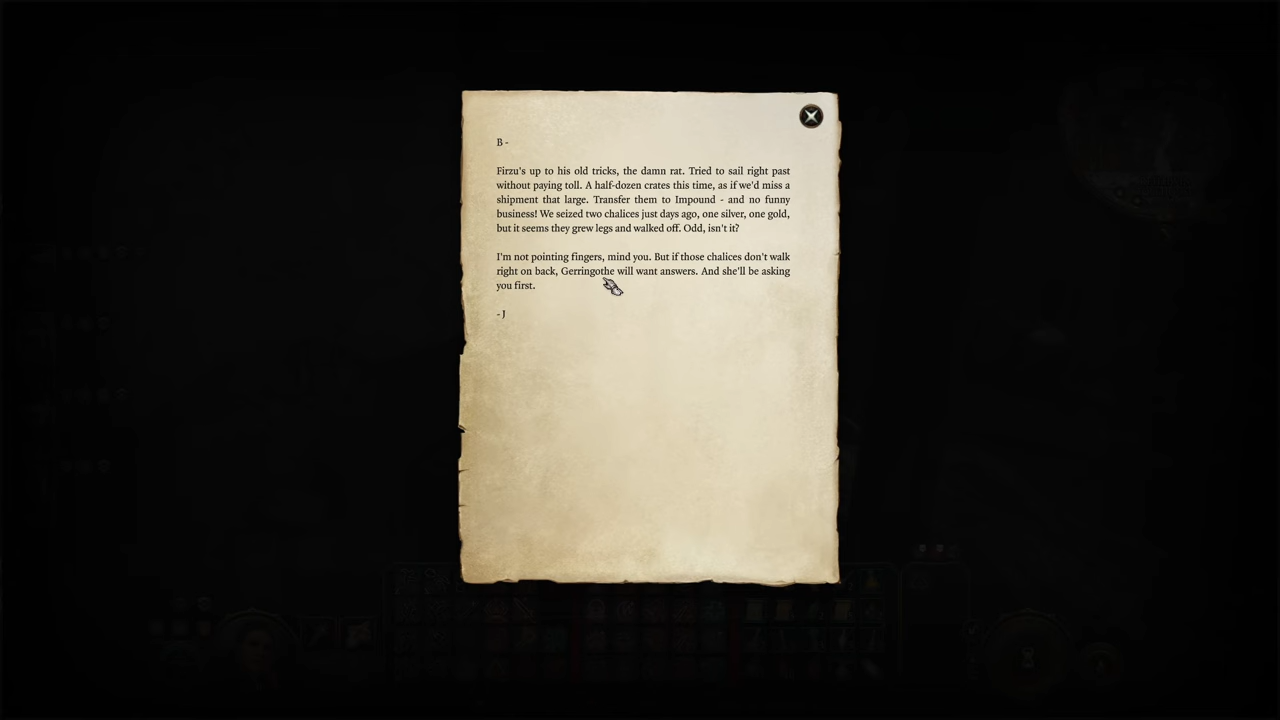 B -
Firzu's up to his old tricks, the damn rat. Tried to sail right past
without paying toll. A half-dozen crates this time, as if we'd miss a
shipment that large. Transfer them to Impound - and no funny
business! We seized two chalices just days ago, one silver, one gold,
but it seems they grew legs and walked off. Odd, isn't it?
I'm not pointing fingers, mind you. But if those chalices don't walk
right on back, Gerringothe will want answers. And she'll be asking
you first.
- J